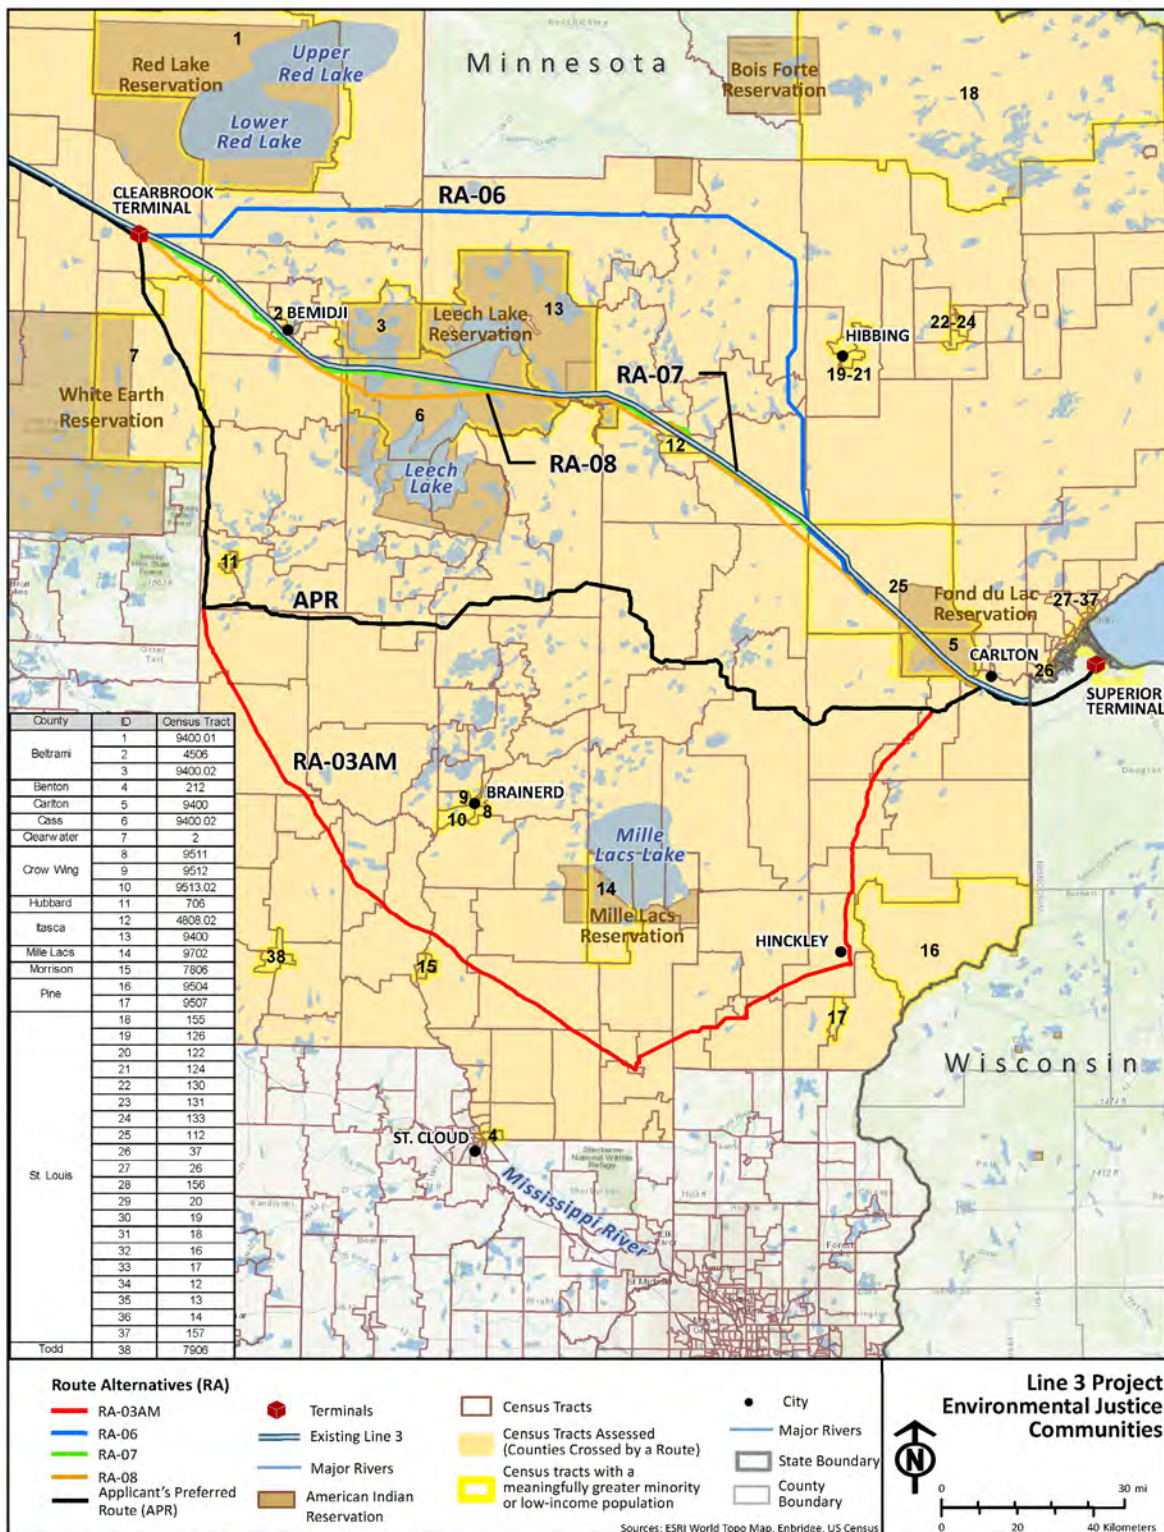 Minnesota
1
Upper
Red Lake
Red Lake
Reservation
Bois Forte
Reservation
18
Lower
Red Lake
CLEARBROOK
TERMINAL
RA-06
2 BEMIDJI
3
Leech Lake
Reservation
13
22-24
HIBBING
19-21
7
RA-07
White Earth
Reservation
6
12
RA-08
Leech
Lake
11
APR
25
Fond du Lac
Reservation
27-37
5
CARLTON
26
SUPERIOR
TERMINAL
RA-03AM
BRAINERD
9
8
10
Mille
Lacs Lake
14
Mille Lacs
Reservation
HINCKLEY
16
38
15
17
Wisconsin
WISCONSIN
ST. CLOUD
4
Mississippi River
Sherburne
National Wildlife
Refuge
County ID Census Tract
Beltrami 1 9400.01
2 4506
3 9400.02
Benton 4 212
Carlton 5 9400
Cass 6 9400.02
Clearwater 7 2
Crow Wing 8 9511
9 9512
10 9513.02
Hubbard 11 706
Itasca 12 4808.02
13 9400
Mille Lacs 14 9702
Morrison 15 7806
Pine 16 9504
17 9507
St. Louis 18 155
19 126
20 122
21 124
22 130
23 131
24 133
25 112
26 37
27 26
28 156
29 20
30 19
31 18
32 16
33 17
34 12
35 13
36 14
37 157
Todd 38 7906
Route Alternatives (RA)
RA-03AM
RA-06
RA-07
RA-08
Applicant's Preferred
Route (APR)
Terminals
Existing Line 3
Major Rivers
American Indian
Reservation
Census Tracts
Census Tracts Assessed
(Counties Crossed by a Route)
Census tracts with a
meaningfully greater minority
or low-income population
City
Major Rivers
State Boundary
County
Boundary
Line 3 Project
Environmental Justice
Communities
N
0 30 mi
0 20 40 Kilometers
Sources: ESRI World Topo Map, Enbridge, US Census